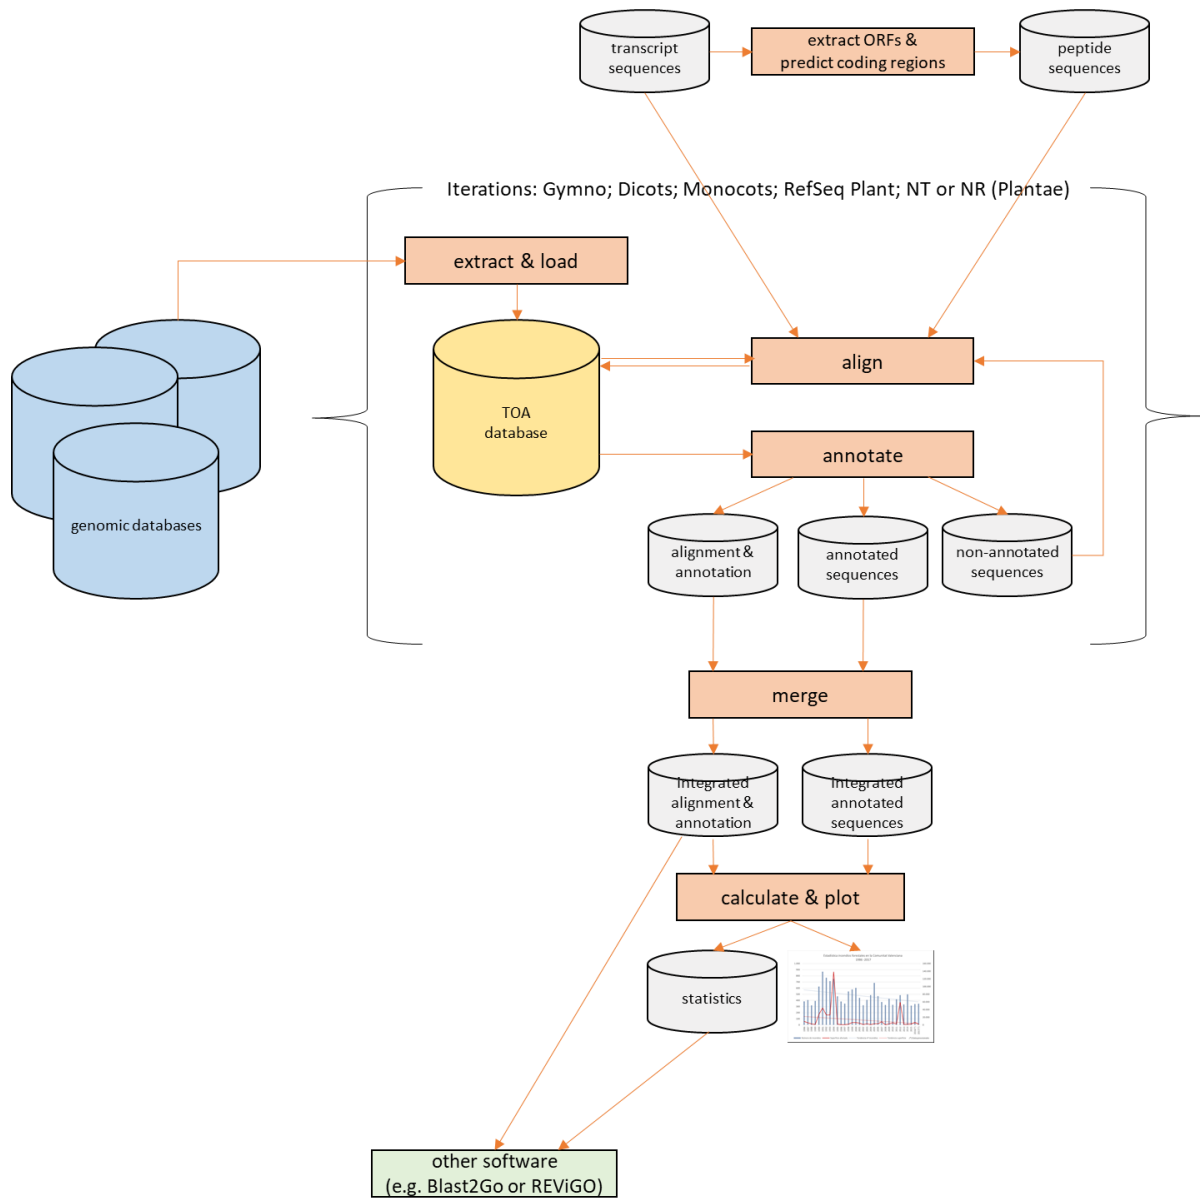 transcript
sequences
extract ORFs &
predict coding regions
peptide
sequences
Iterations: Gymno; Dicots; Monocots; RefSeq Plant; NT or NR (Plantae)
extract & load
align
TOA
database
annotate
genomic databases
alignment &
annotation
annotated
sequences
non-annotated
sequences
merge
integrated
alignment &
annotation
integrated
annotated
sequences
calculate & plot
statistics
other software
(e.g. Blast2Go or REViGO)